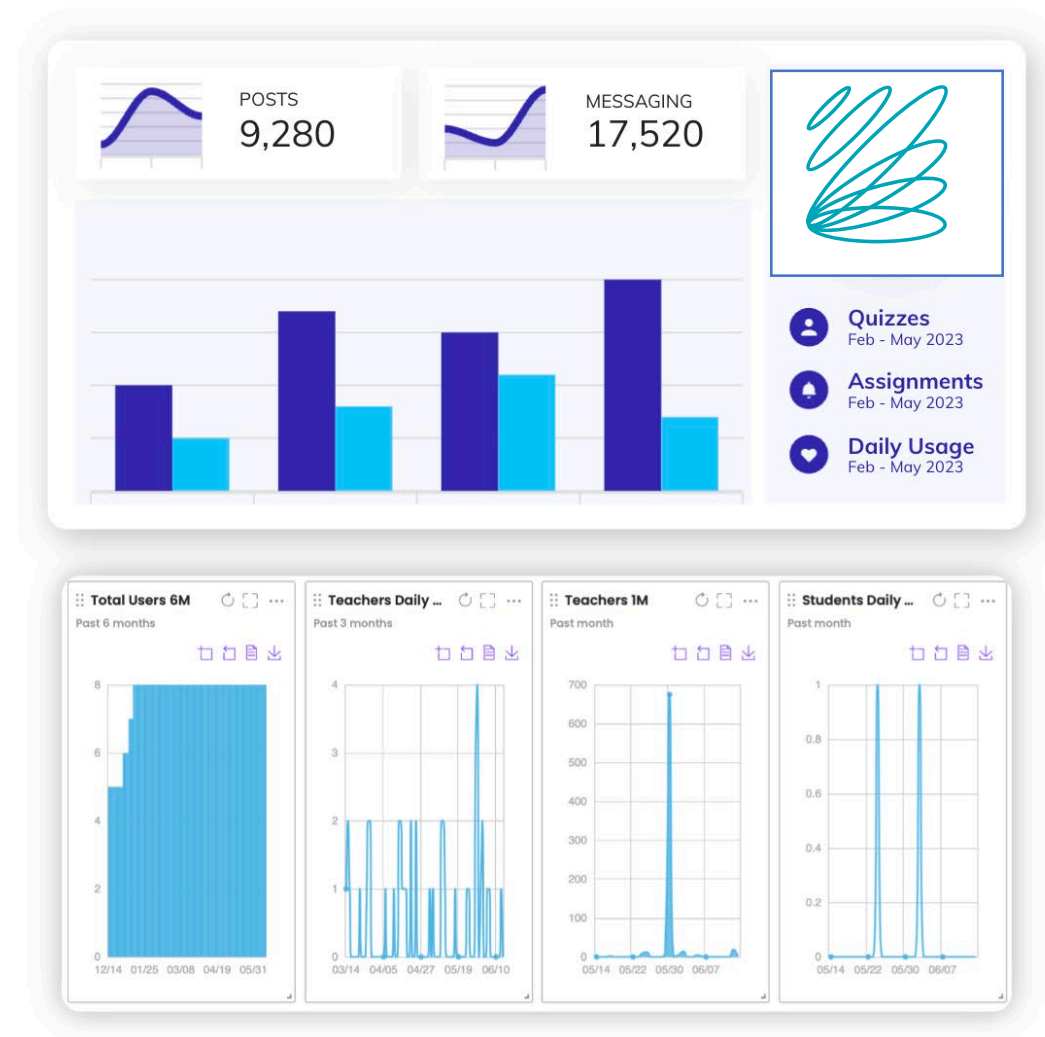 POSTS
9,280
MESSAGING
17,520
Quizzes
Feb - May 2023
Assignments
Feb - May 2023
Daily Usage
Feb - May 2023
Total Users 6M
Past 6 months
8
6
4
2
0
12/14 01/25 03/08 04/19 05/31
Teachers Daily ...
Past 3 months
4
3
2
1
0
03/14 04/05 04/27 05/19 06/10
Teachers 1M
Past month
700
600
500
400
300
200
100
0
05/14 05/22 05/30 06/07
Students Daily ...
Past month
1
0.8
0.6
0.4
0.2
0
05/14 05/22 05/30 06/07